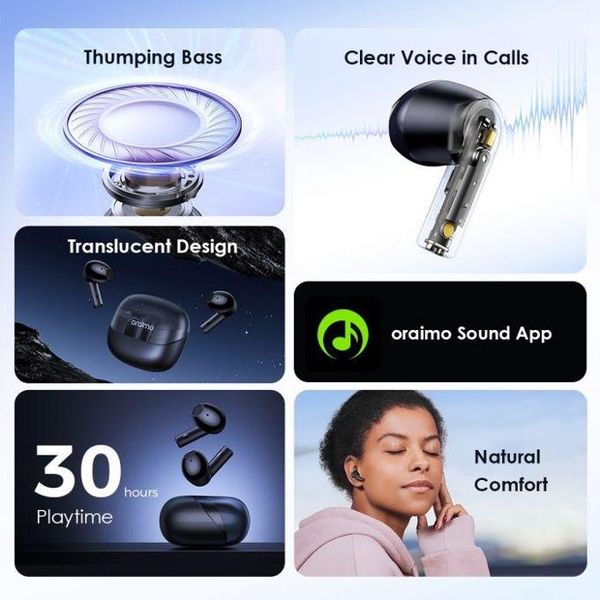 Thumping Bass
Clear Voice in Calls
Translucent Design
oraimo
oraimo Sound App
30 hours
Playtime
Natural
Comfort